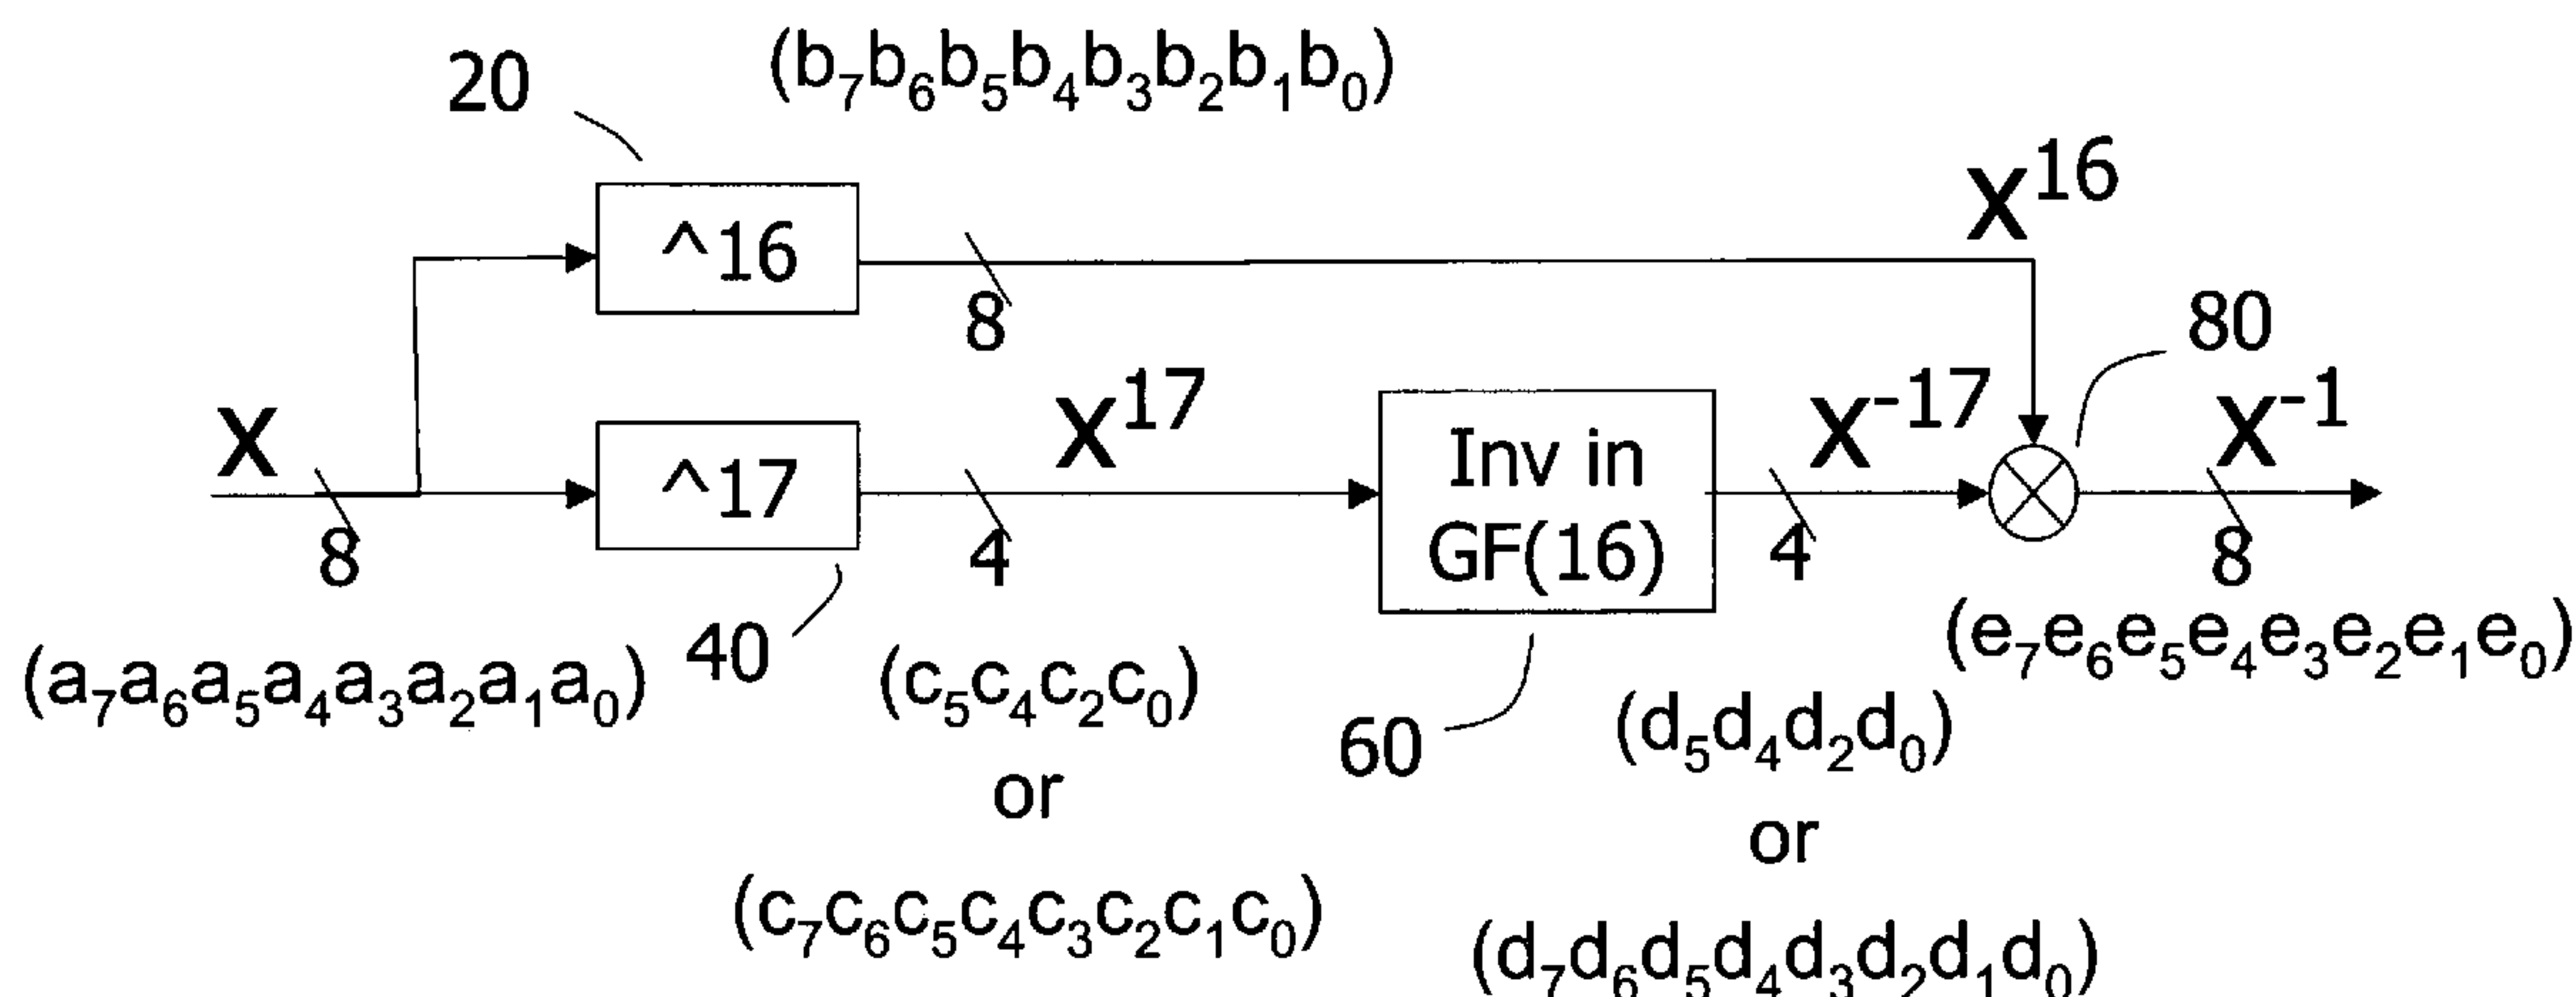 20
(b₇b₆b₅b₄b₃b₂b₁b₀)
^16
X¹⁶
8
80
X
8
^17
X¹⁷
4
Inv in
GF(16)
X⁻¹⁷
4
X⁻¹
8
(a₇a₆a₅a₄a₃a₂a₁a₀)
40
(c₅c₄c₂c₀)
or
(c₇c₆c₅c₄c₃c₂c₁c₀)
60
(d₅d₄d₂d₀)
or
(d₇d₆d₅d₄d₃d₂d₁d₀)
(e₇e₆e₅e₄e₃e₂e₁e₀)